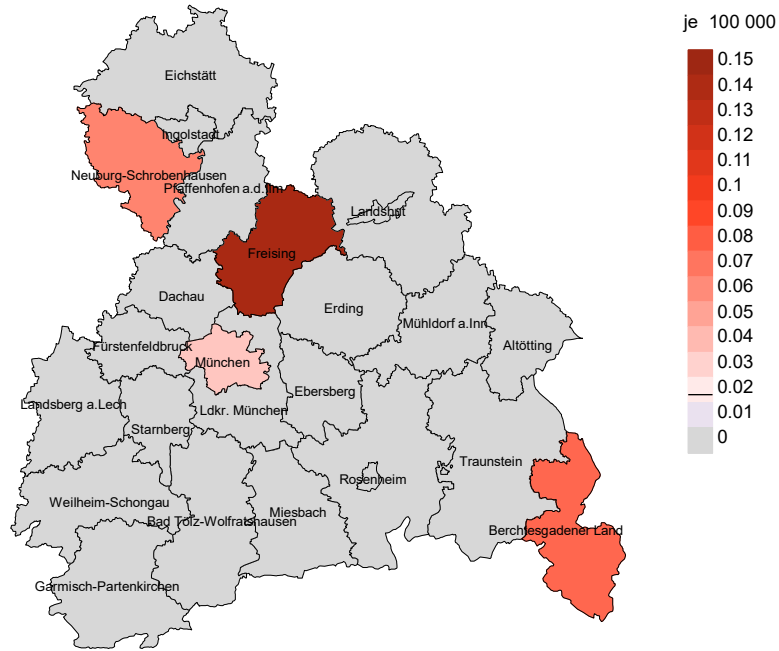 je 100 000
0.15
0.14
0.13
0.12
0.11
0.1
0.09
0.08
0.07
0.06
0.05
0.04
0.03
0.02
0.01
0
Eichstätt
Ingolstadt
Neuburg-Schrobenhausen
Pfaffenhofen a.d.Ilm
Landshut
Freising
Dachau
Erding
Mühldorf a.Inn
Altötting
Fürstenfeldbruck
München
Ebersberg
Landsberg a.Lech
Ldkr. München
Starnberg
Traunstein
Rosenheim
Weilheim-Schongau
Miesbach
Bad Tölz-Wolfratshausen
Berchtesgadener Land
Garmisch-Partenkirchen